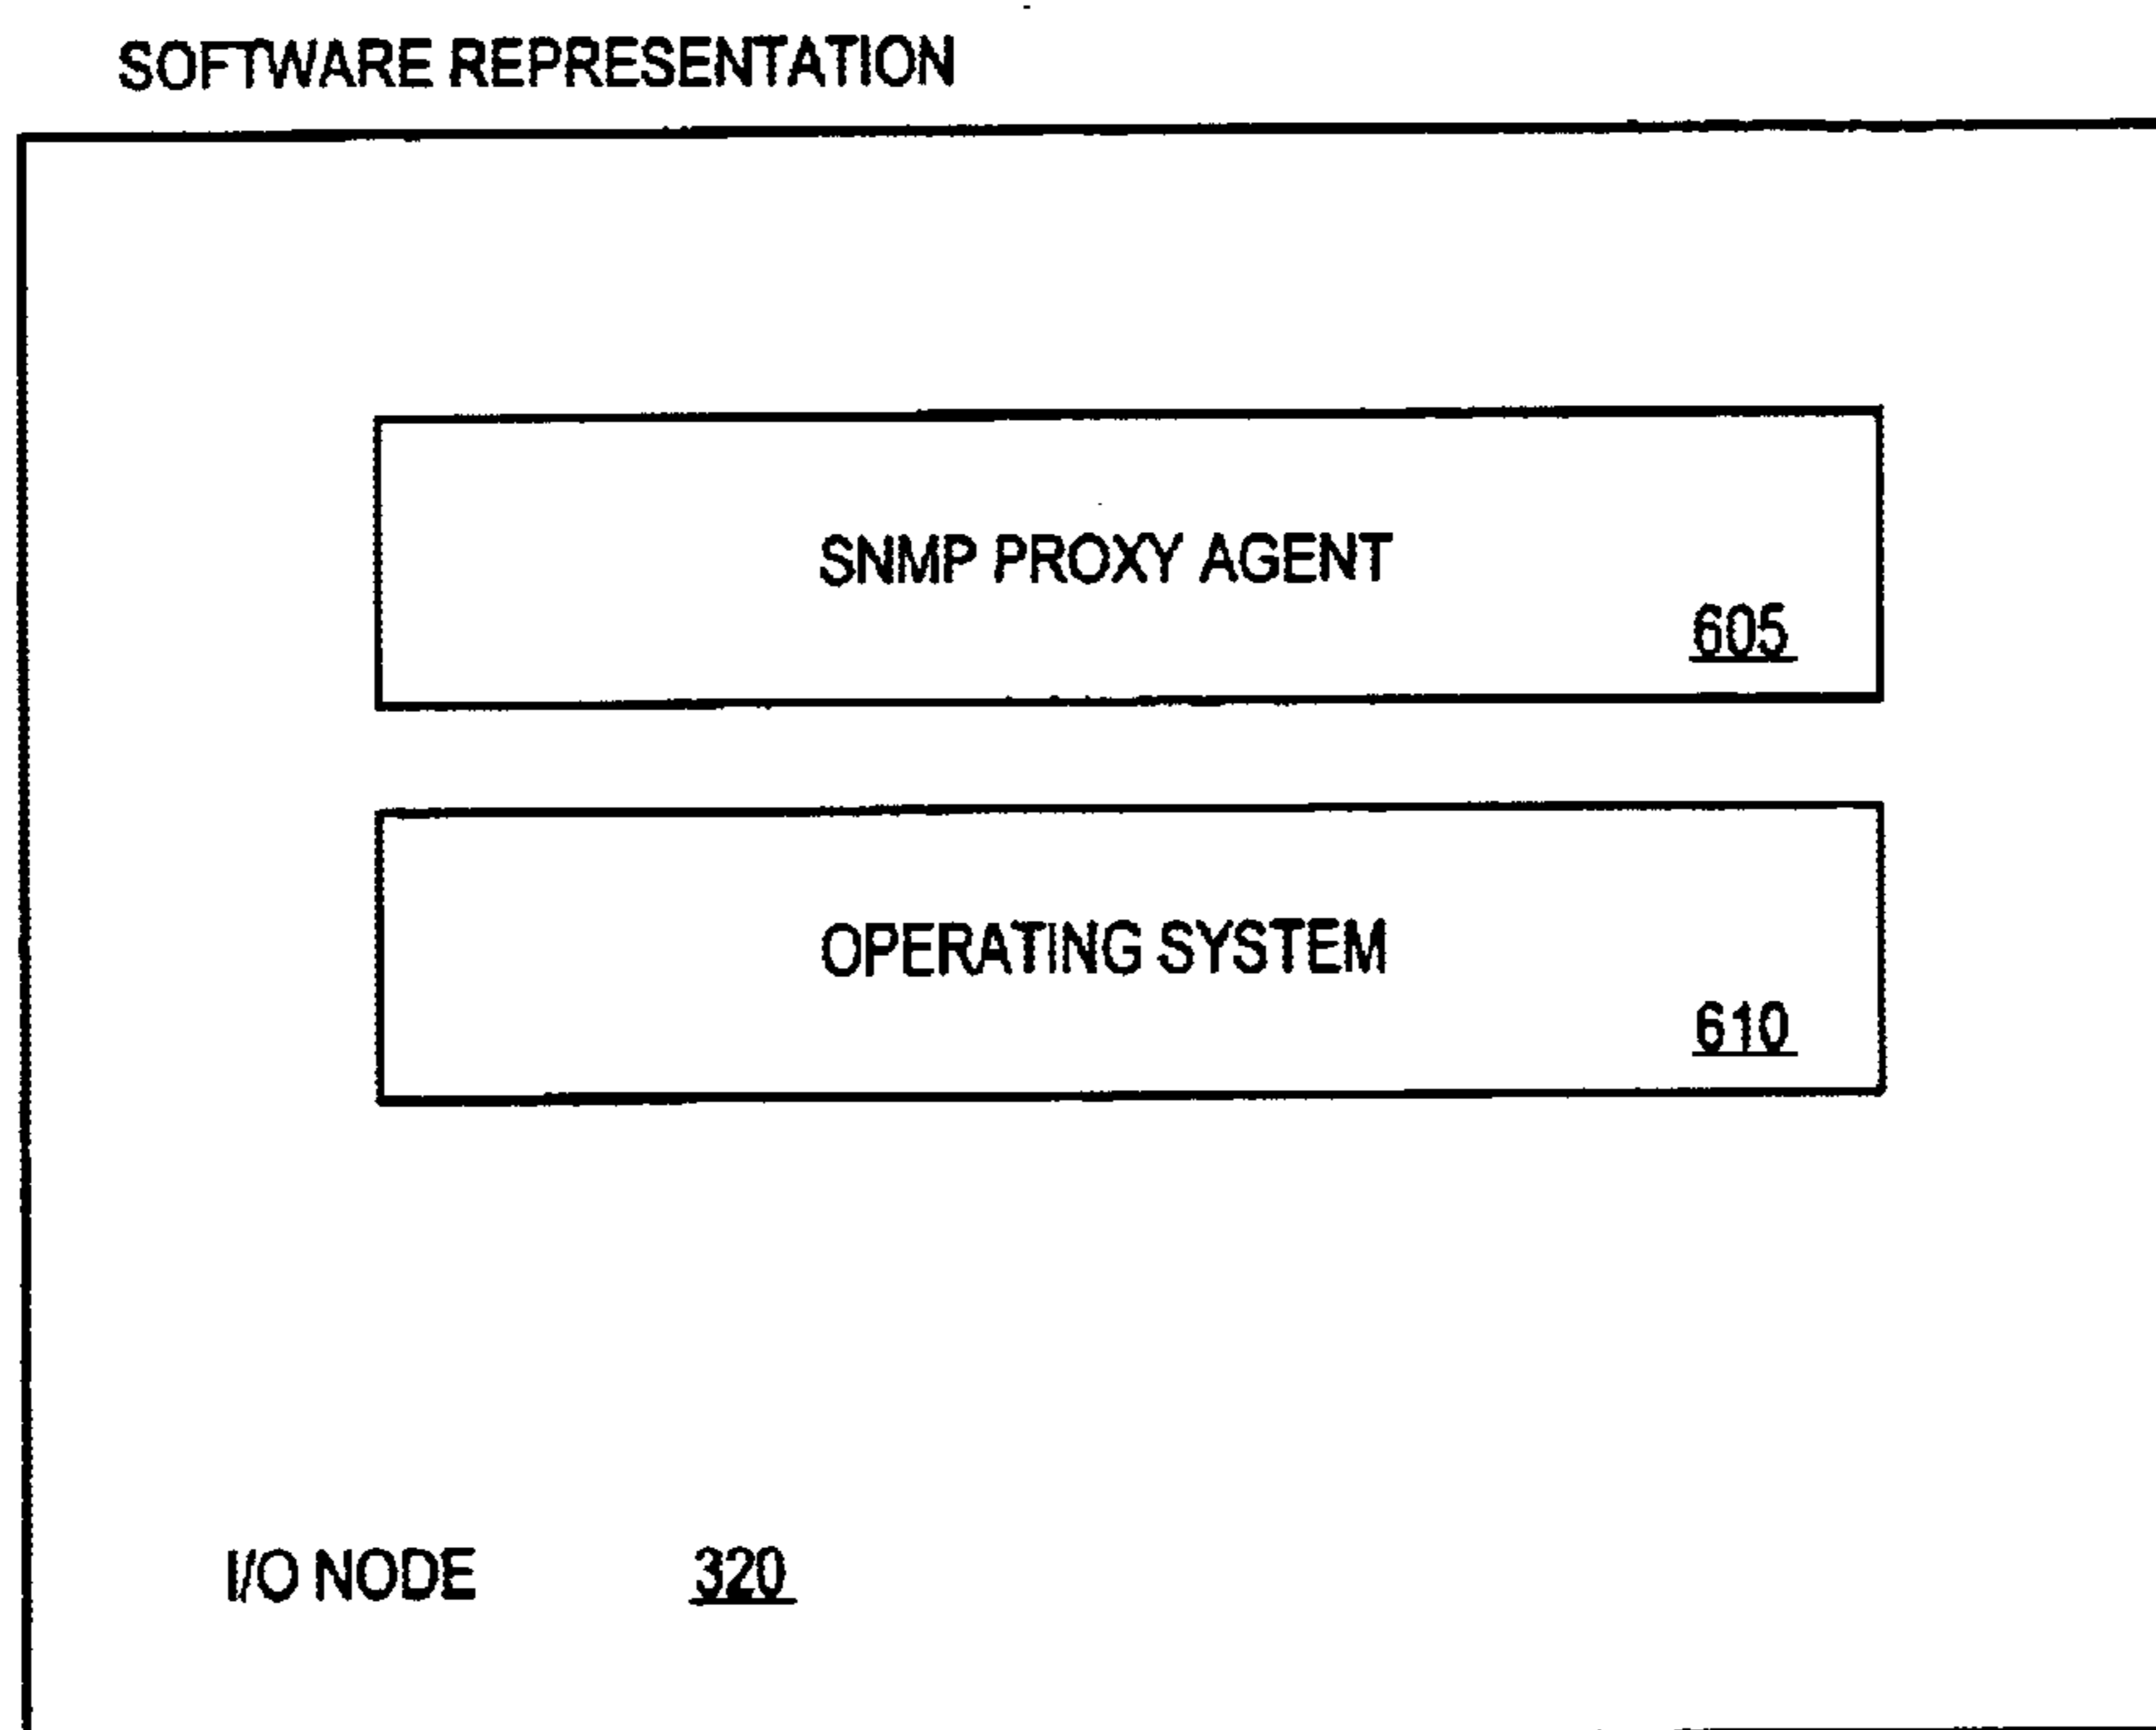 SOFTWARE REPRESENTATION
SNMP PROXY AGENT
605
OPERATING SYSTEM
610
I/O NODE 320